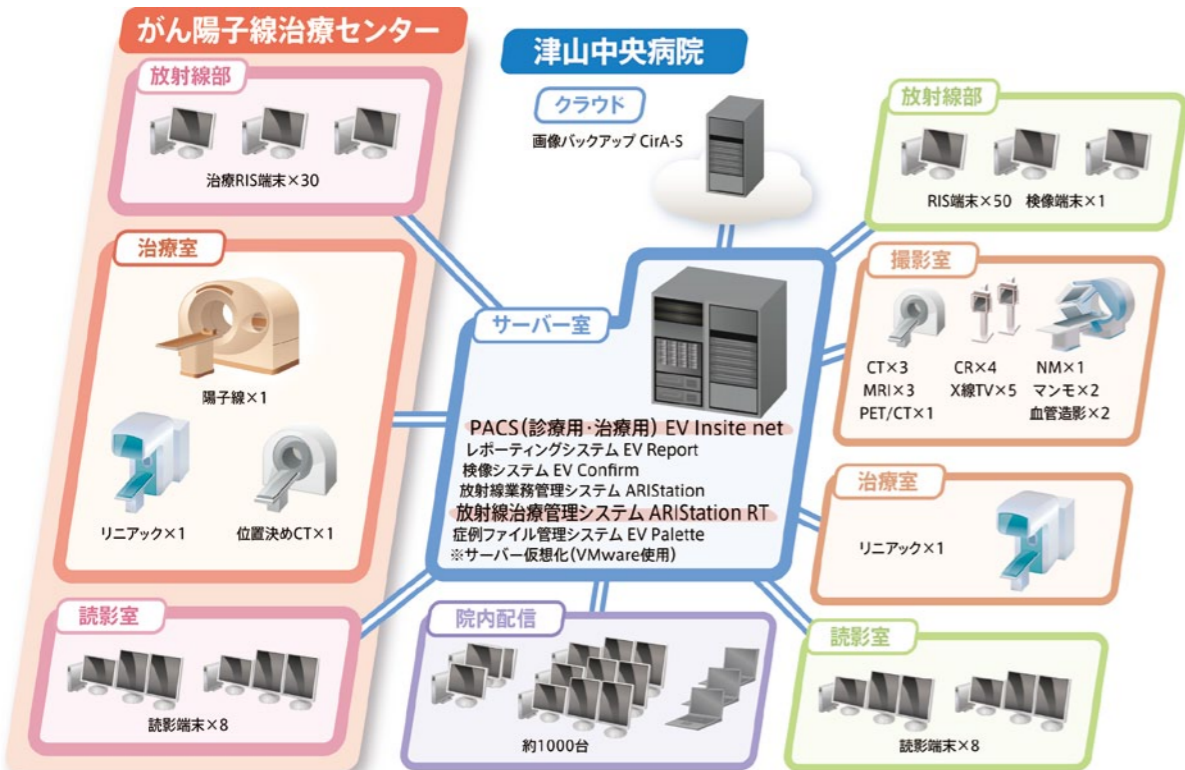 がん陽子線治療センター
放射線部
治療RIS端末×30
治療室
陽子線×1
リニアック×1
位置決めCT×1
読影室
読影端末×8
津山中央病院
クラウド
画像バックアップ CirA-S
サーバー室
PACS(診療用・治療用) EV Insite net
レポーティングシステム EV Report
検像システム EV Confirm
放射線業務管理システム ARIStation
放射線治療管理システム ARIStation RT
症例ファイル管理システム EV Palette
※サーバー仮想化(VMware使用)
院内配信
約1000台
放射線部
RIS端末×50 検像端末×1
撮影室
CT×3
MRI×3
PET/CT×1
CR×4
X線TV×5
NM×1
マンモ×2
血管造影×2
治療室
リニアック×1
読影室
読影端末×8